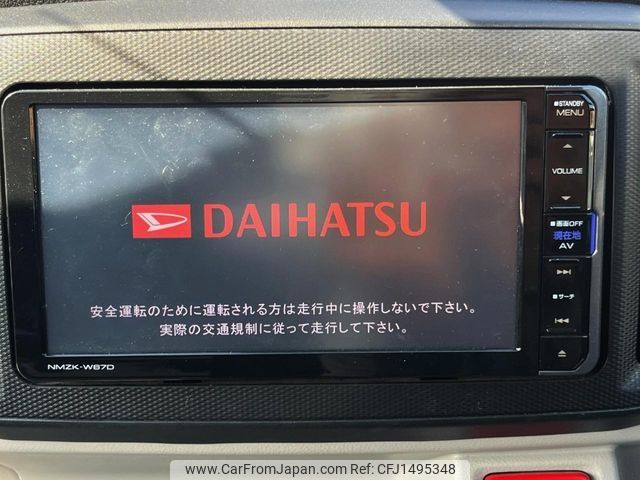 ■STANDBY
MENU
VOLUME
■画面OFF
現在地
AV
■サーチ
DAIHATSU
安全運転のために運転される方は走行中に操作しないで下さい。
実際の交通規制に従って走行して下さい。
NMZK-W67D
www.CarFromJapan.com
CFJ1495348